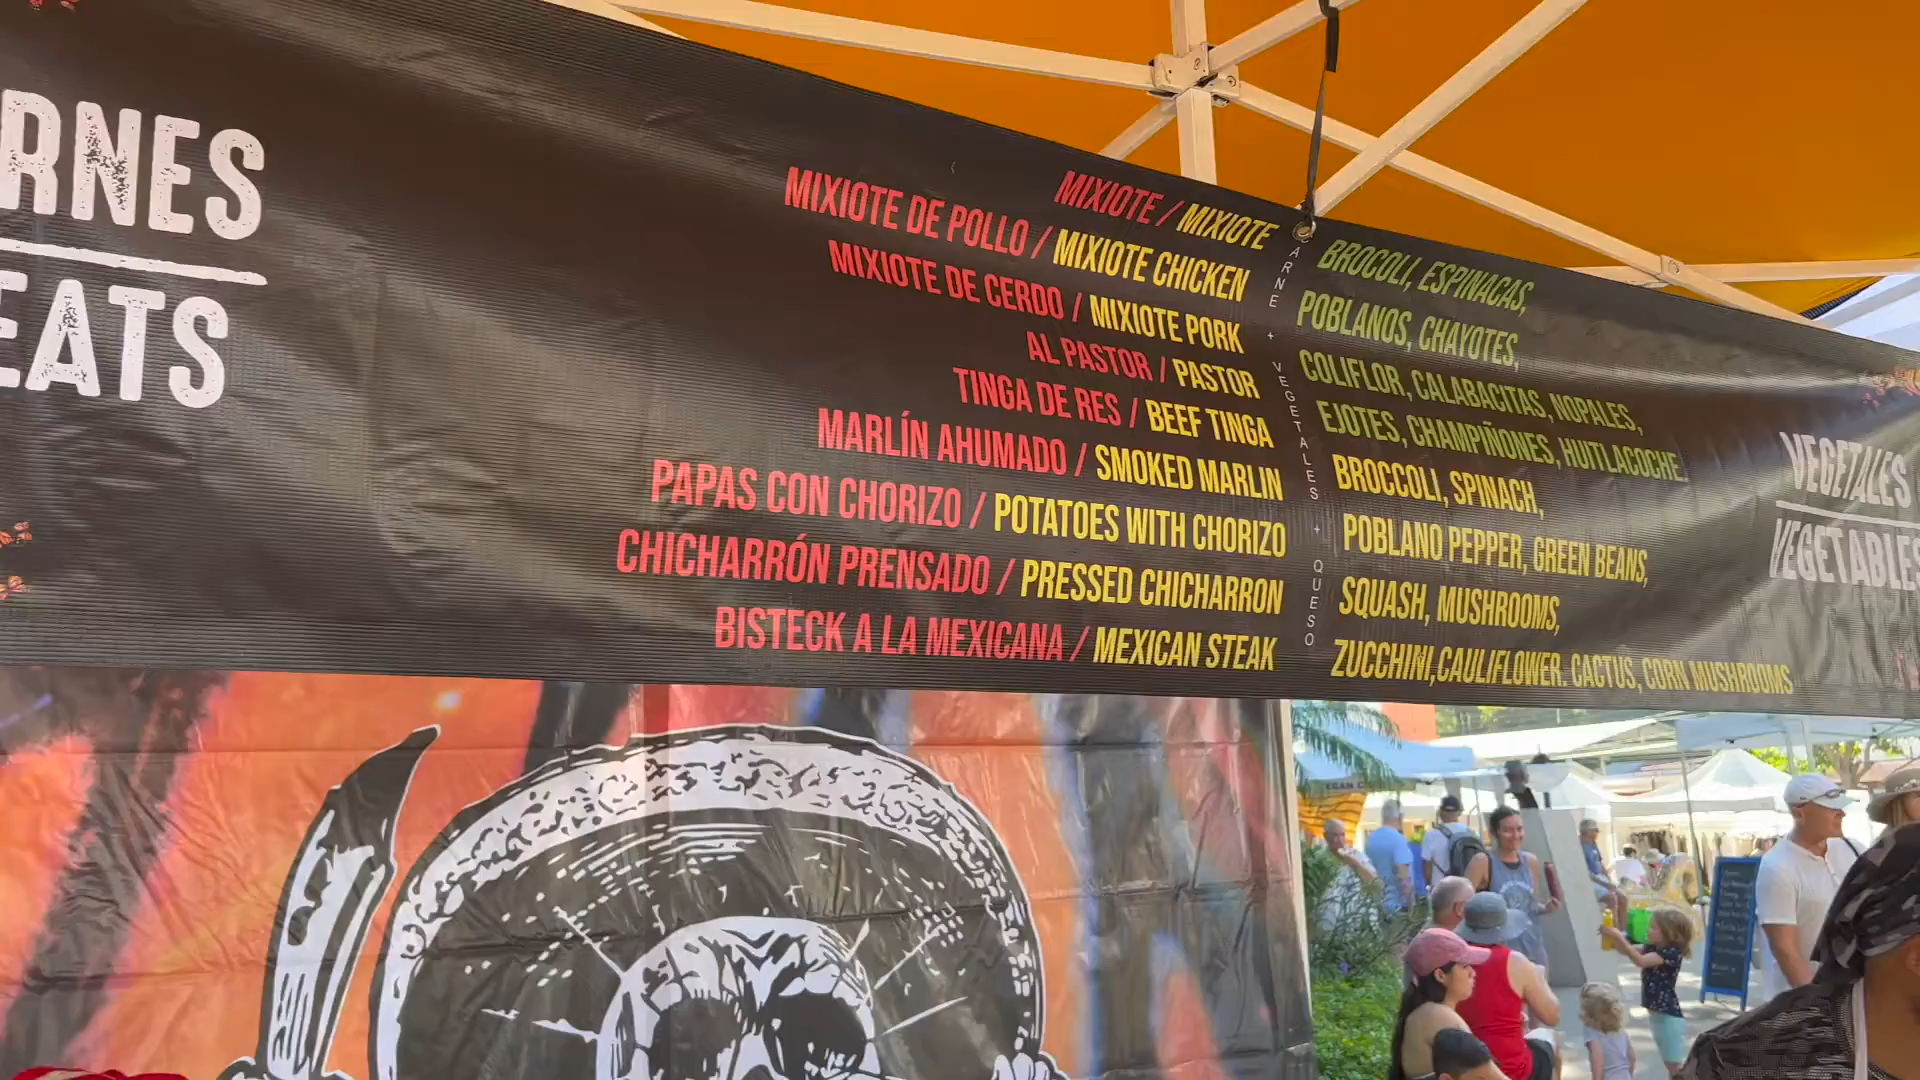 RNES
EATS
MIXIOTE / MIXIOTE
MIXIOTE DE POLLO / MIXIOTE CHICKEN
MIXIOTE DE CERDO / MIXIOTE PORK
AL PASTOR / PASTOR
TINGA DE RES / BEEF TINGA
MARLÍN AHUMADO / SMOKED MARLIN
PAPAS CON CHORIZO / POTATOES WITH CHORIZO
CHICHARRÓN PRENSADO / PRESSED CHICHARRON
BISTECK A LA MEXICANA / MEXICAN STEAK
CARNE + VEGETALES + QUESO
BROCOLI, ESPINACAS,
POBLANOS, CHAYOTES,
COLIFLOR, CALABACITAS, NOPALES,
EJOTES, CHAMPIÑONES, HUITLACOCHE.
BROCCOLI, SPINACH,
POBLANO PEPPER, GREEN BEANS,
SQUASH, MUSHROOMS,
ZUCCHINI,CAULIFLOWER. CACTUS, CORN MUSHROOMS
VEGETALES
VEGETABLES